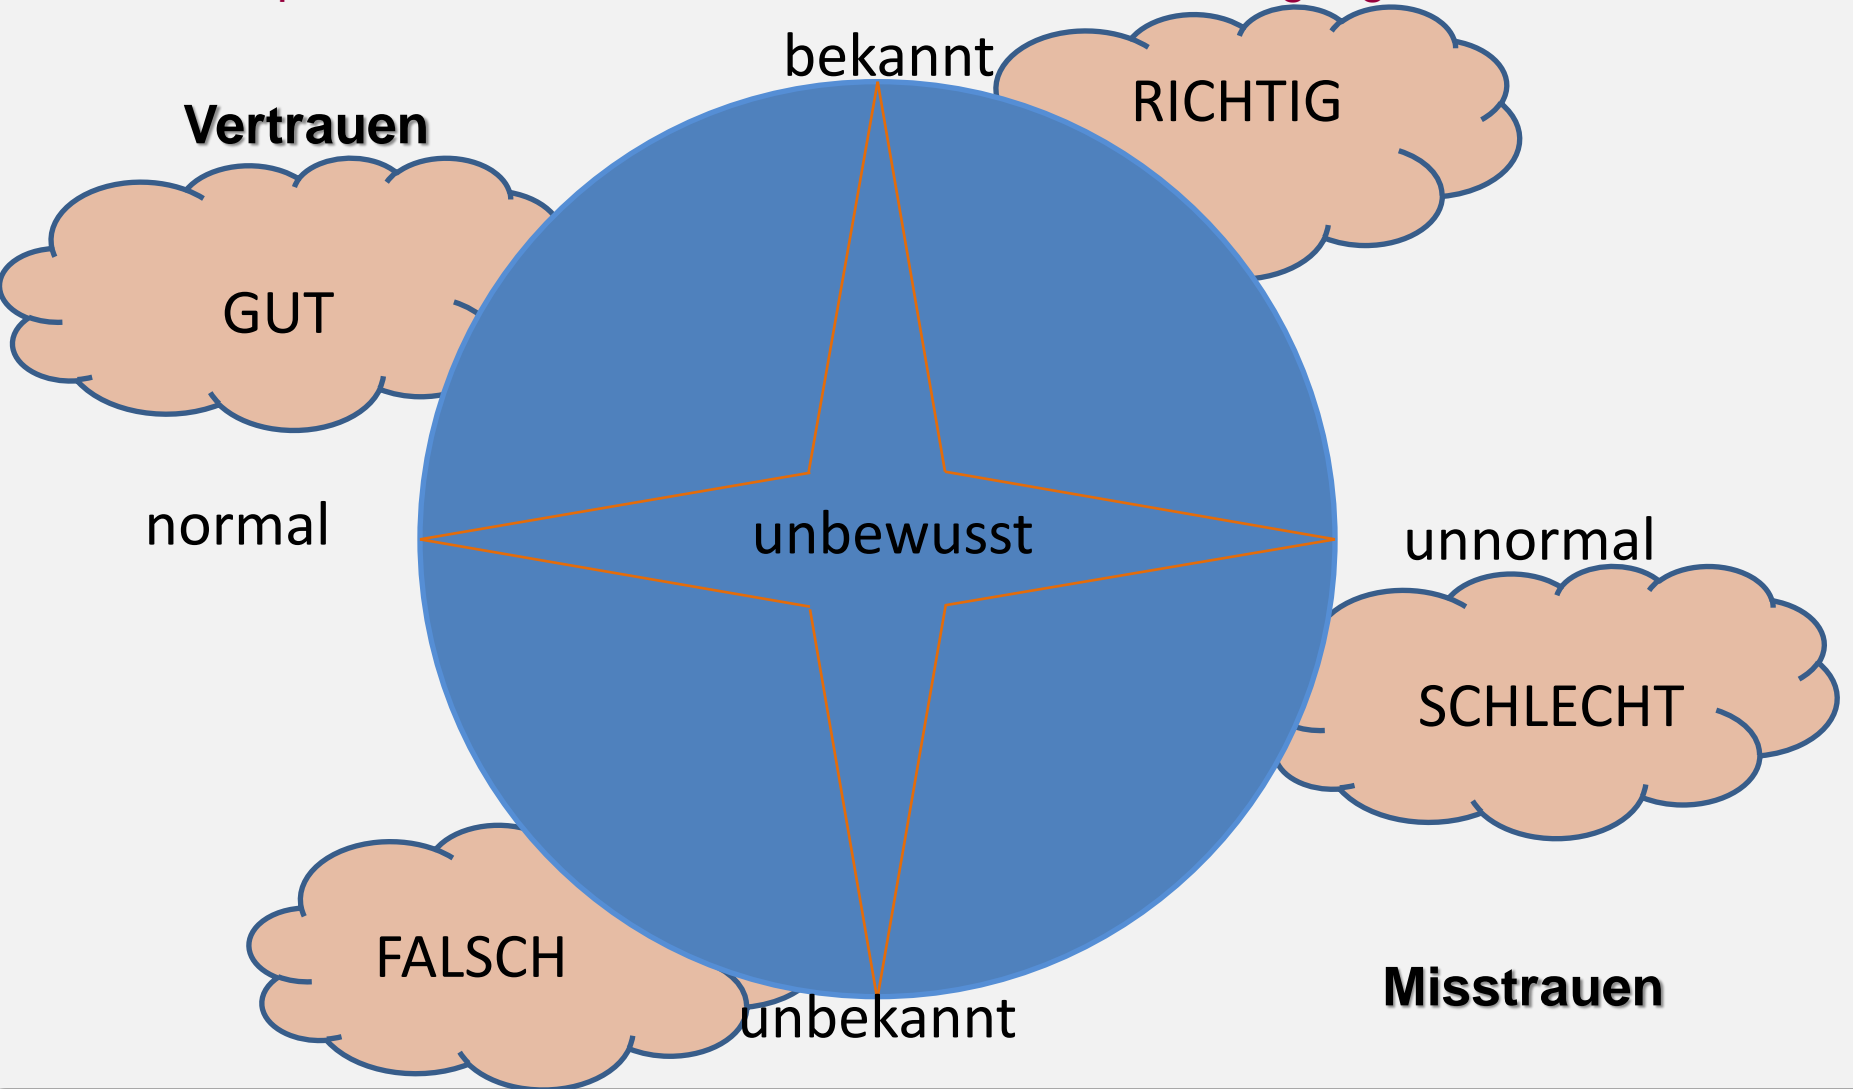 bekannt
RICHTIG
Vertrauen
GUT
normal
unbewusst
unnormal
SCHLECHT
FALSCH
Misstrauen
unbekannt